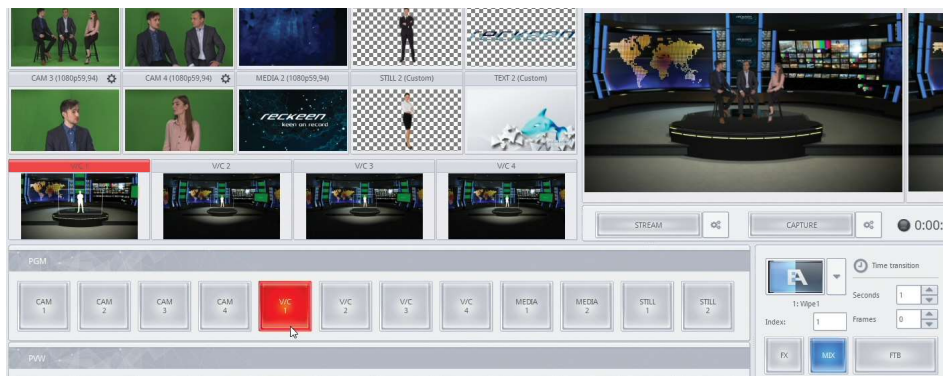 reckeen
CAM 3 (1080p59,94)
CAM 4 (1080p59,94)
MEDIA 2 (1080p59,94)
STILL 2 (Custom)
TEXT 2 (Custom)
reckeen
keen on record
V/C 1
V/C 2
V/C 3
V/C 4
STREAM
CAPTURE
0:00:
PGM
CAM
1
CAM
2
CAM
3
CAM
4
V/C
1
V/C
2
V/C
3
V/C
4
MEDIA
1
MEDIA
2
STILL
1
STILL
2
A
1: Wipe1
Index:
1
Time transition
Seconds
1
Frames
0
FX
MIX
FTB
PVW